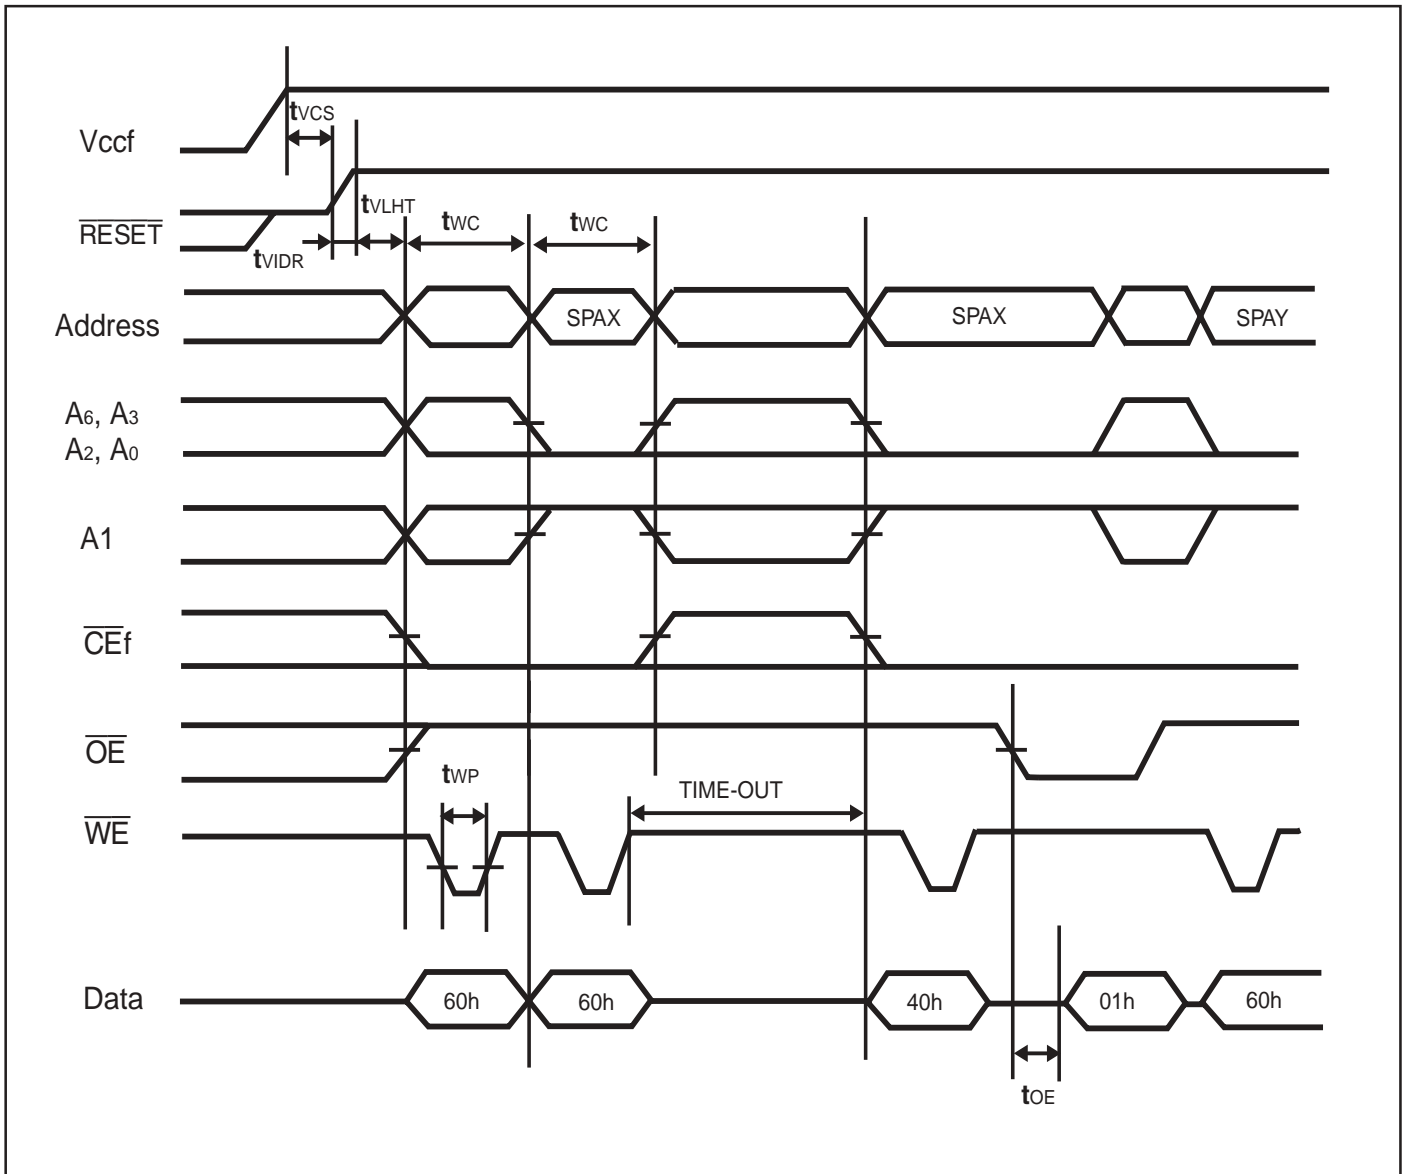 tVCS
Vccf
tVLHT
tWC
tWC
RESET
tVIDR
Address
SPAX
SPAX
SPAY
A6, A3
A2, A0
A1
CEf
OE
tWP
TIME-OUT
WE
Data
60h
60h
40h
01h
60h
tOE